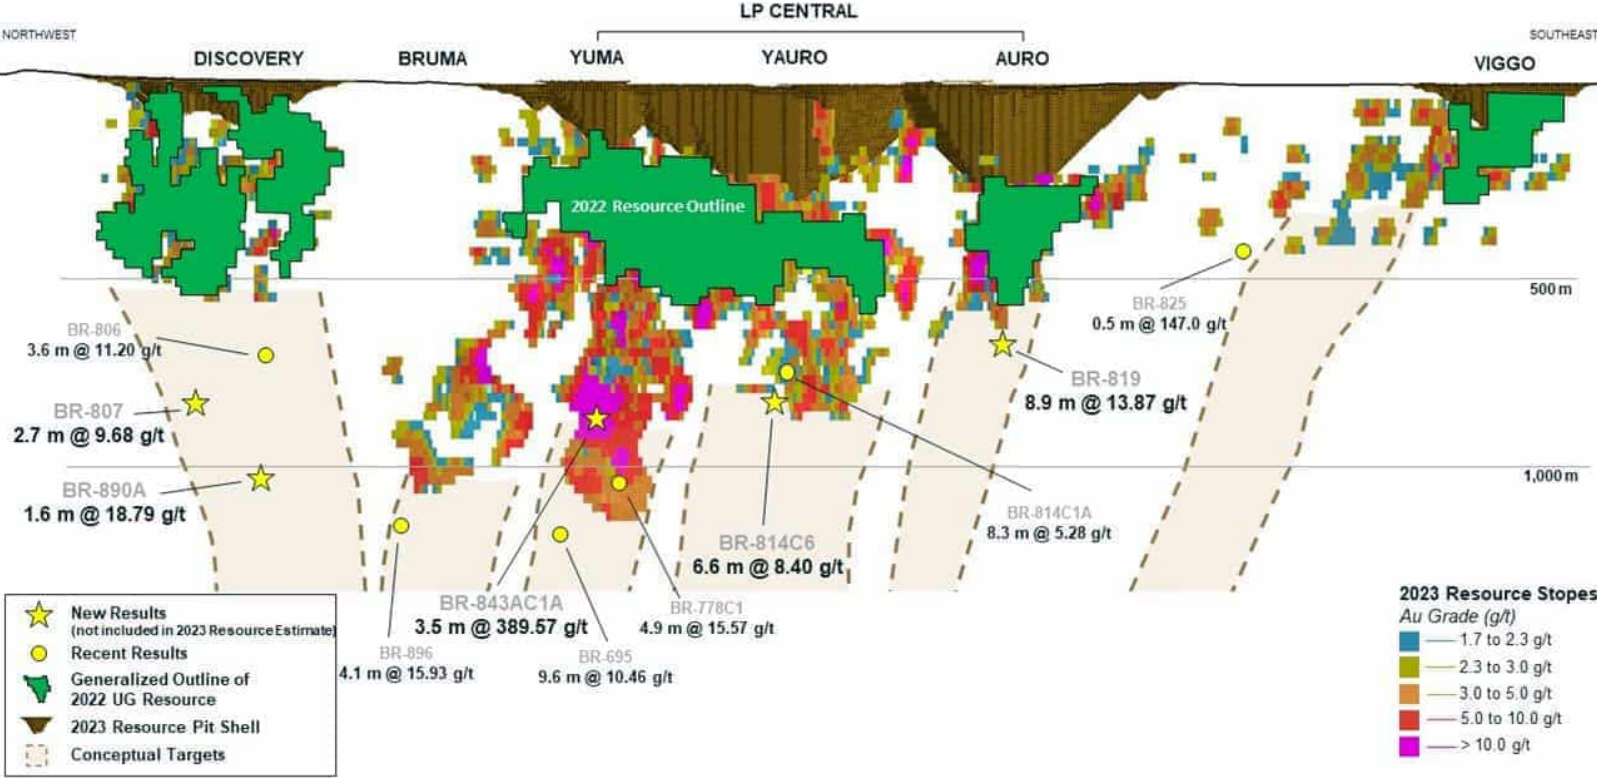 LP CENTRAL
NORTHWEST
SOUTHEAST
DISCOVERY
BRUMA
YUMA
YAURO
AURO
VIGGO
2022 Resource Outline
500 m
BR-825
0.5 m @ 147.0 g/t
BR-806
3.6 m @ 11.20 g/t
BR-819
8.9 m @ 13.87 g/t
BR-807
2.7 m @ 9.68 g/t
1,000 m
BR-890A
1.6 m @ 18.79 g/t
BR-814C1A
8.3 m @ 5.28 g/t
BR-814C6
6.6 m @ 8.40 g/t
BR-843AC1A
3.5 m @ 389.57 g/t
BR-778C1
4.9 m @ 15.57 g/t
BR-896
4.1 m @ 15.93 g/t
BR-695
9.6 m @ 10.46 g/t
New Results
(not included in 2023 Resource Estimate)
Recent Results
Generalized Outline of
2022 UG Resource
2023 Resource Pit Shell
Conceptual Targets
2023 Resource Stopes
Au Grade (g/t)
1.7 to 2.3 g/t
2.3 to 3.0 g/t
3.0 to 5.0 g/t
5.0 to 10.0 g/t
> 10.0 g/t